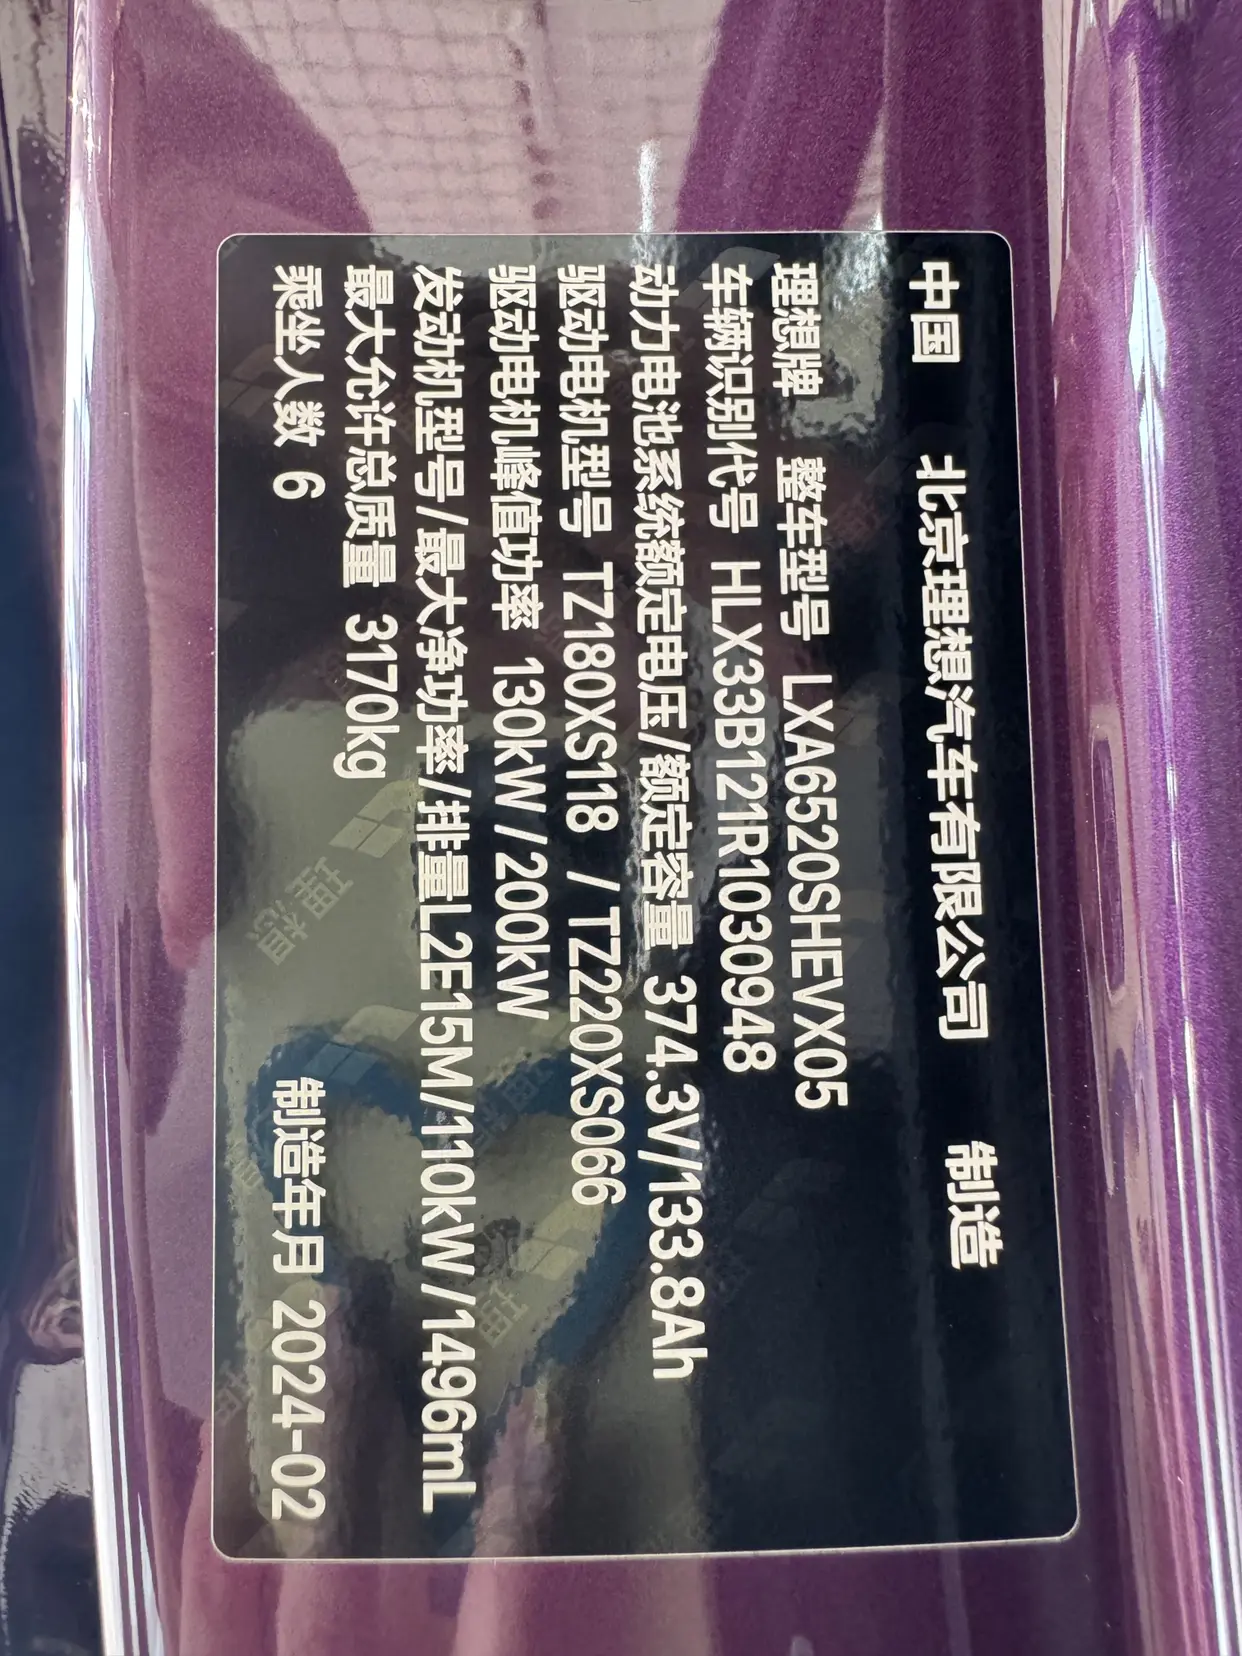 中国 北京理想汽车有限公司 制造
理想牌 整车型号 LXA6520SHEVX05
车辆识别代号 HLX33B121R1030948
动力电池系统额定电压/额定容量 374.3V/133.8Ah
驱动电机型号 TZ180XS118 / TZ220XS066
驱动电机峰值功率 130kW/200kW
发动机型号/最大净功率/排量L2E15M/110kW/1496mL
最大允许总质量 3170kg
乘坐人数 6 制造年月 2024-02
理想